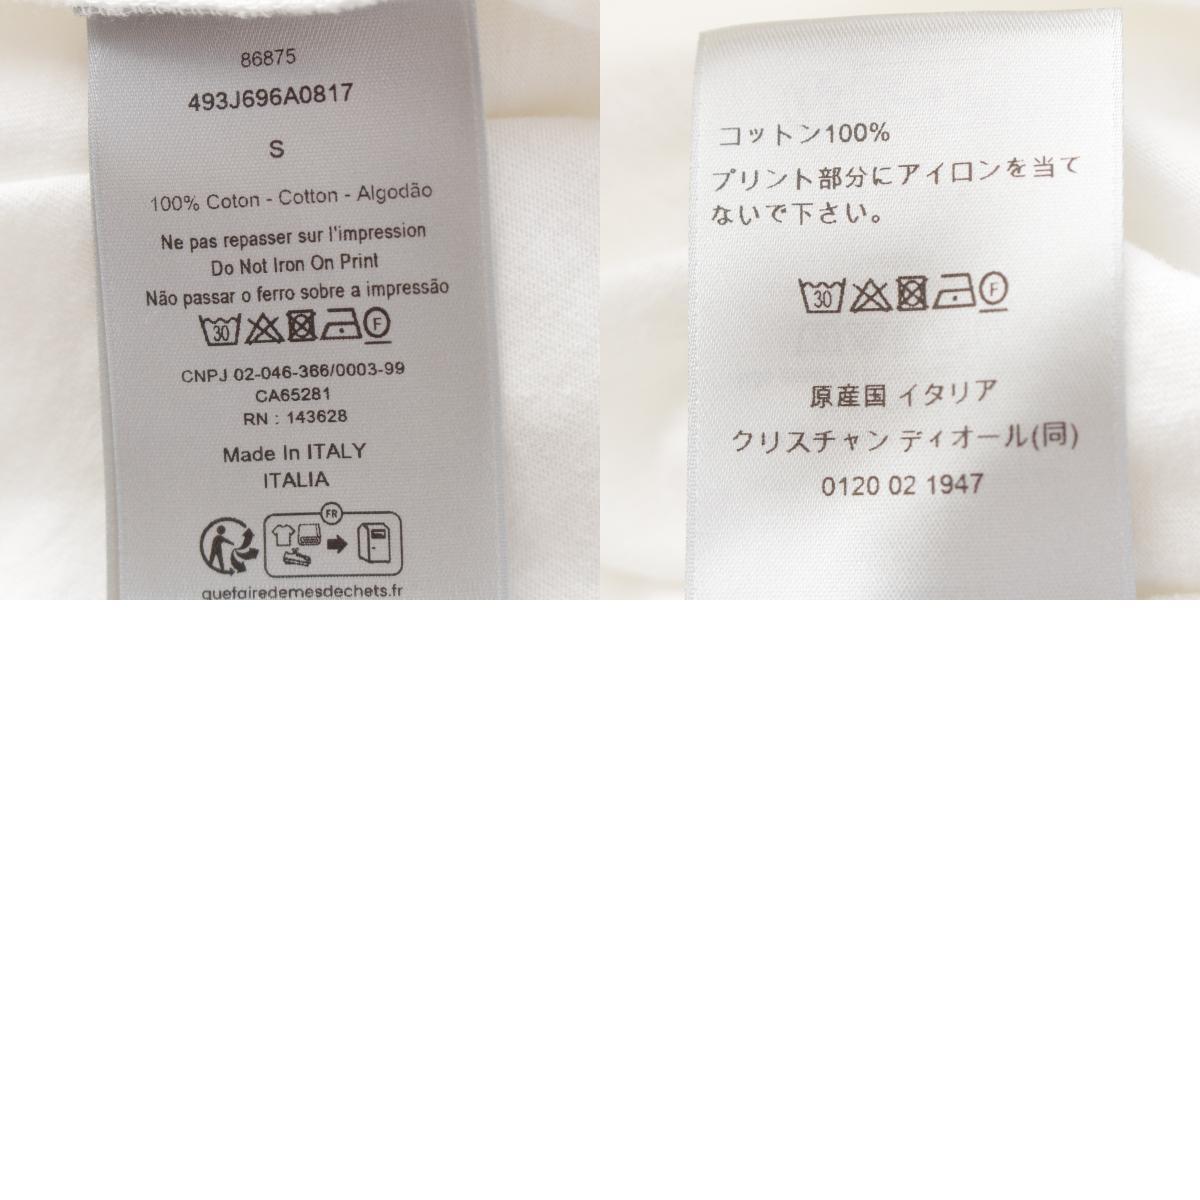 86875
493J696A0817
S
100% Coton - Cotton - Algodão
Ne pas repasser sur l'impression
Do Not Iron On Print
Não passar o ferro sobre a impressão
30 F
CNPJ 02-046-366/0003-99
CA65281
RN : 143628
Made In ITALY
ITALIA
FR
quefairedemesdechets.fr
コットン100%
プリント部分にアイロンを当て
ないで下さい。
30 F
原産国 イタリア
クリスチャン ディオール(同)
0120 02 1947